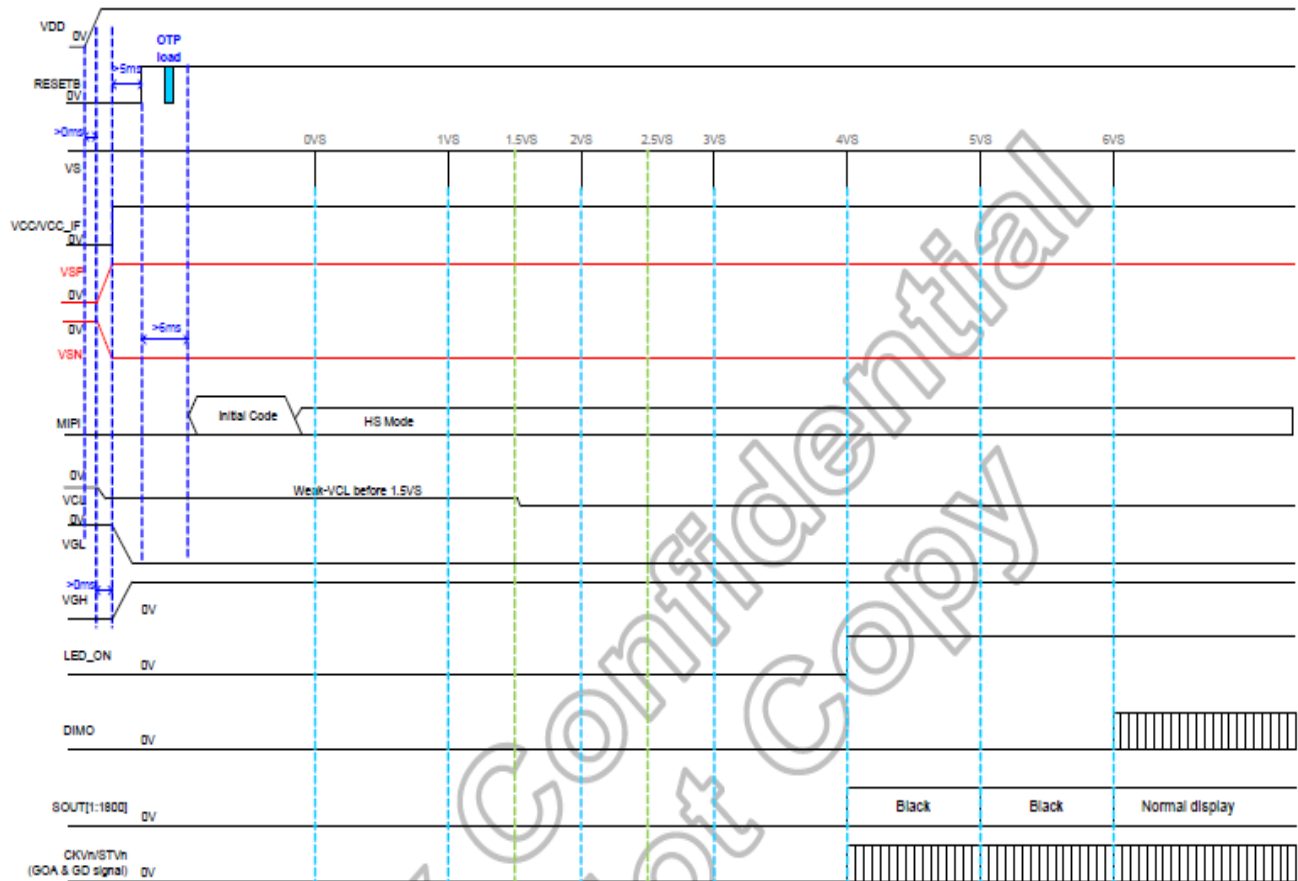 VDD
0V
OTP
load
>5ms
RESETB
0V
>0ms
0VS 1VS 1.5VS 2VS 2.5VS 3VS 4VS 5VS 6VS
VS
VCC/VCC_IF
0V
VSP
0V
0V
>5ms
VSN
Initial Code
HS Mode
MIPI
0V
Weak-VCL before 1.5VS
VCL
0V
VGL
>0ms
VGH
0V
LED_ON
0V
DIMO
0V
SOUT[1:1800]
0V
Black Black Normal display
CKVn/STVn
(GOA & GD signal) 0V
Confidential
Copy